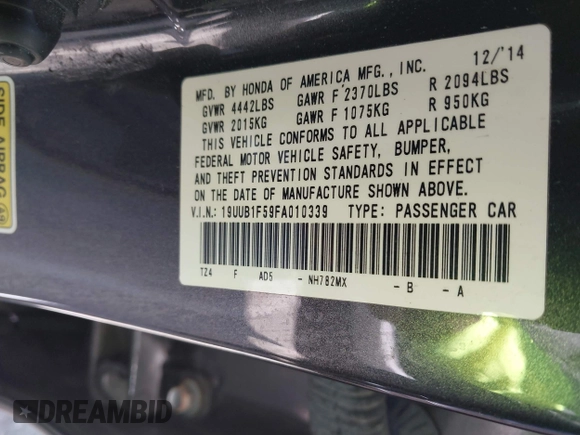 MFD. BY HONDA OF AMERICA MFG., INC. 12/'14
GVWR 4442LBS GAWR F 2370LBS R 2094LBS
GVWR 2015KG GAWR F 1075KG R 950KG
THIS VEHICLE CONFORMS TO ALL APPLICABLE
FEDERAL MOTOR VEHICLE SAFETY, BUMPER,
AND THEFT PREVENTION STANDARDS IN EFFECT
ON THE DATE OF MANUFACTURE SHOWN ABOVE.
V.I.N.: 19UUB1F59FA010339 TYPE: PASSENGER CAR
TZ4 F AD5 - NH782MX - B - A
SIDE AIRBAG
DREAMBID